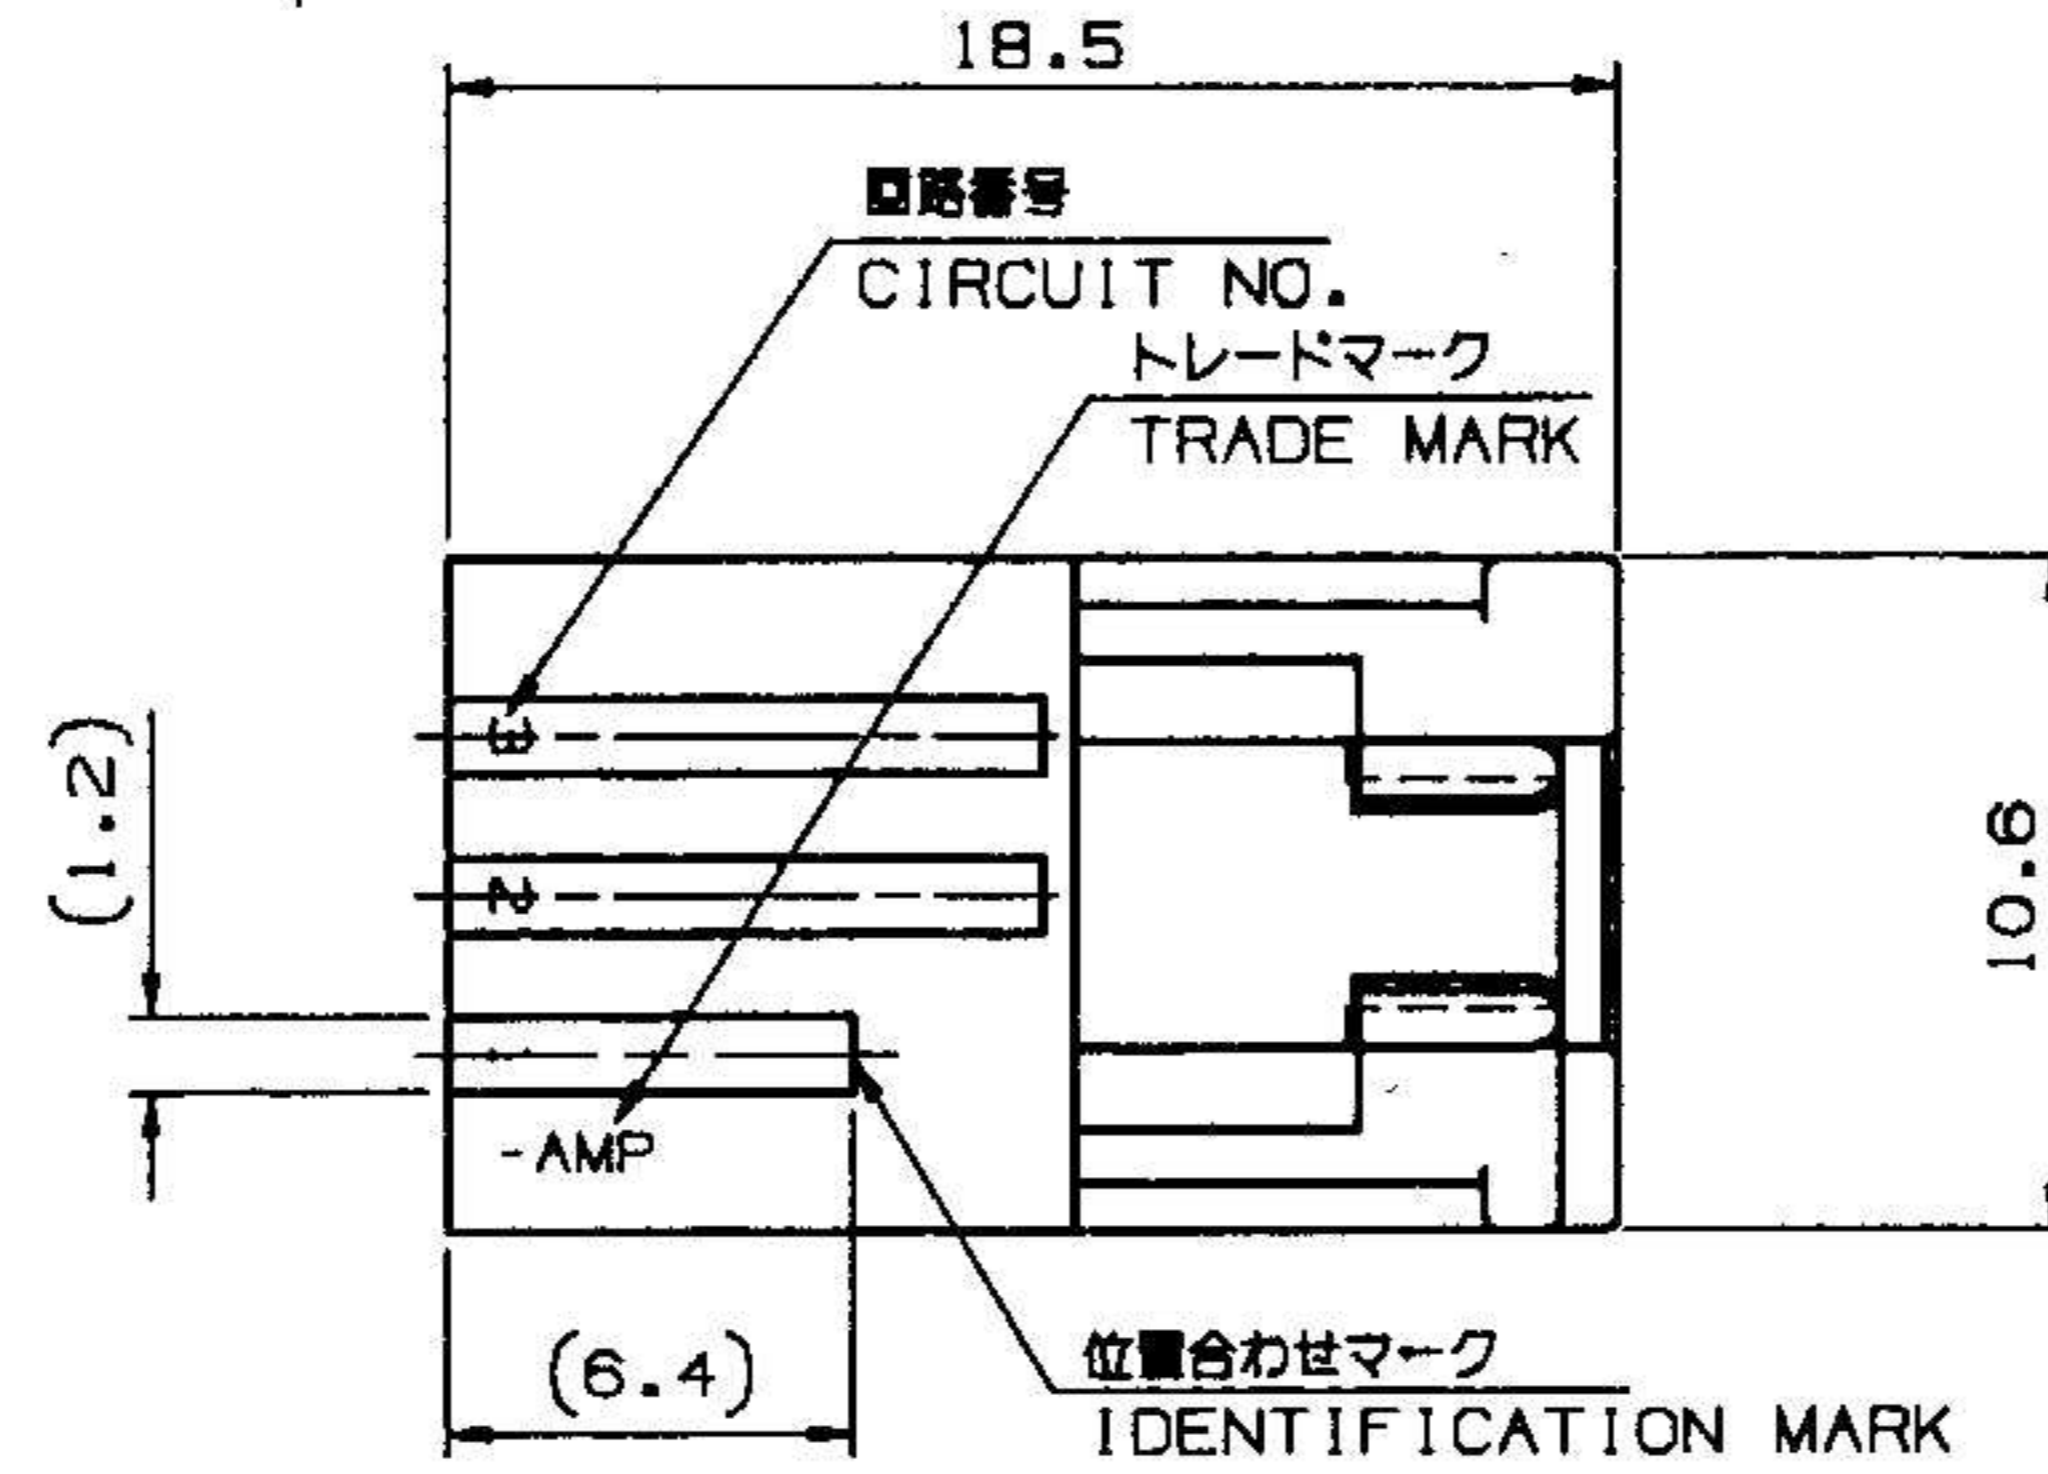 18.5
回路番号
CIRCUIT NO.
トレードマーク
TRADE MARK
3
(1.2)
2
10.6
-AMP
(6.4)
位置合わせマーク
IDENTIFICATION MARK